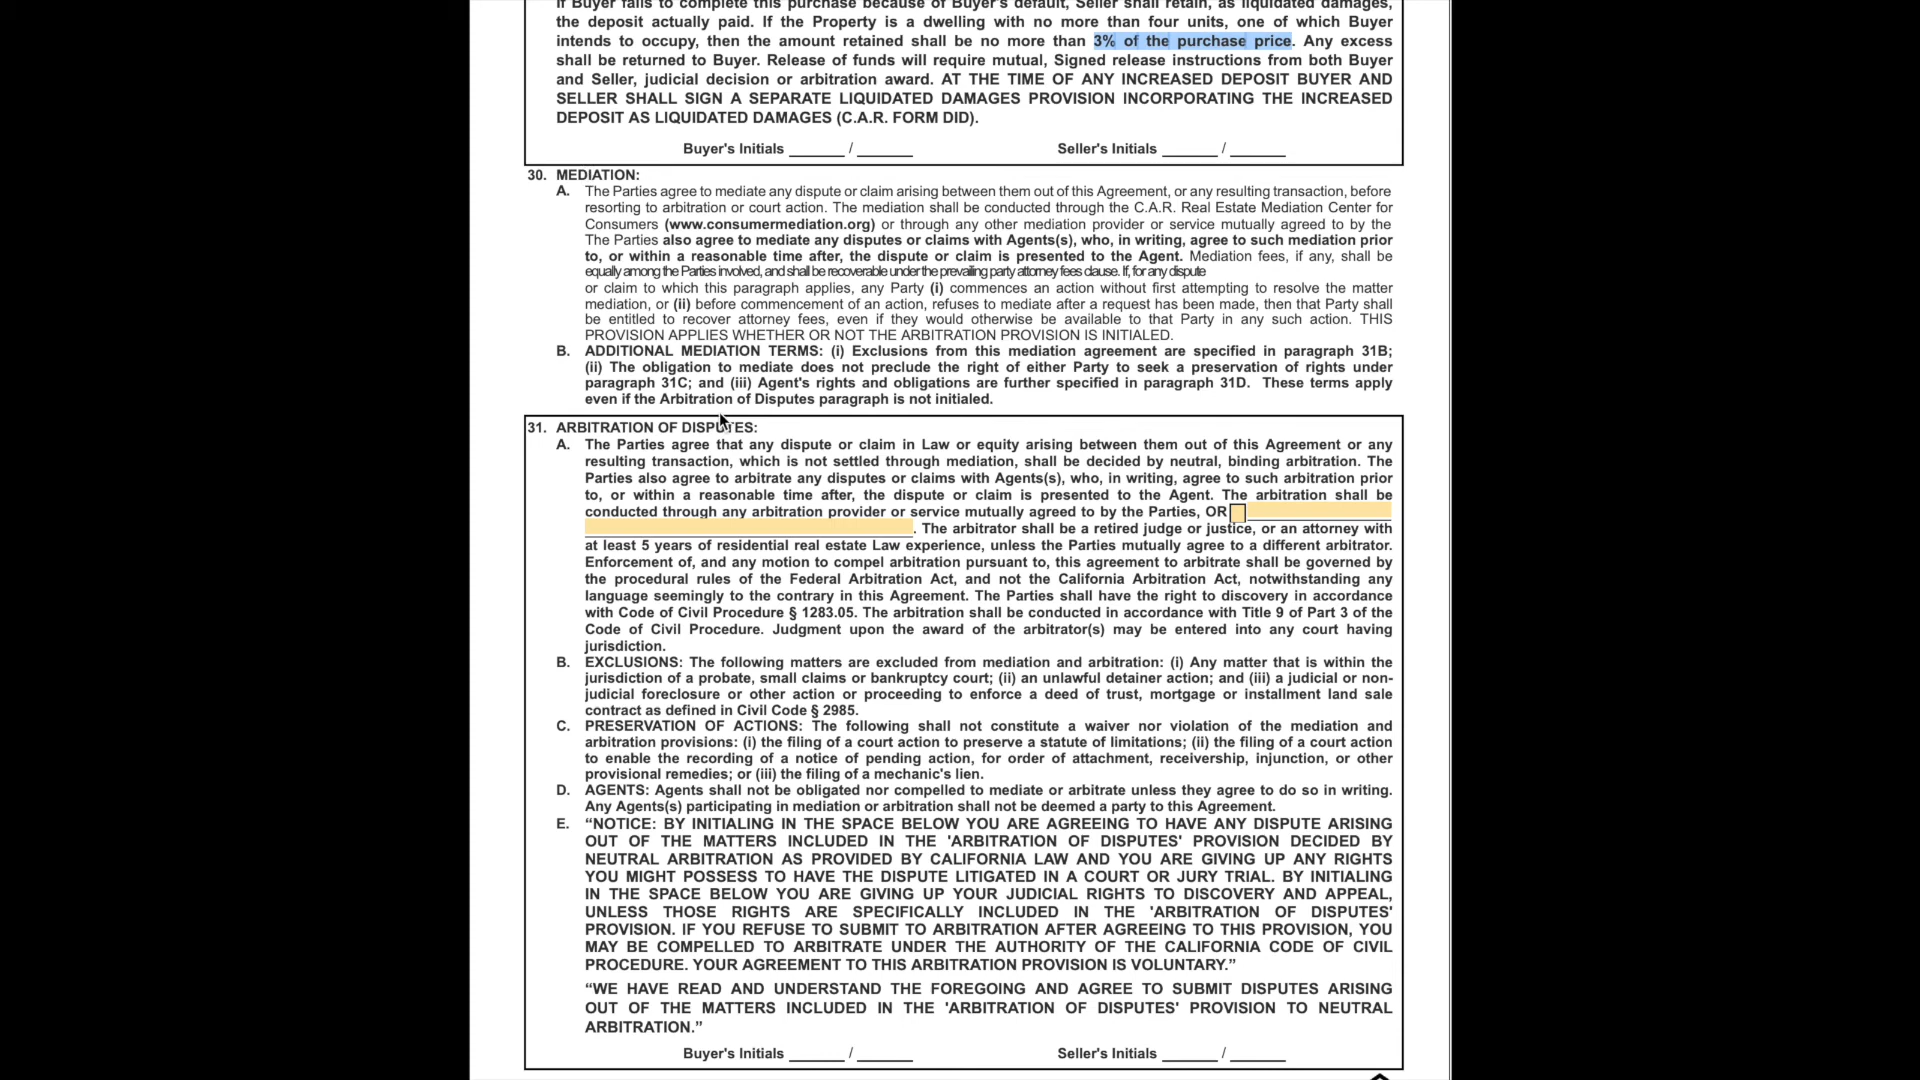 If Buyer fails to complete this purchase because of Buyer's default, Seller shall retain, as liquidated damages,
the deposit actually paid. If the Property is a dwelling with no more than four units, one of which Buyer
intends to occupy, then the amount retained shall be no more than 3% of the purchase price. Any excess
shall be returned to Buyer. Release of funds will require mutual, Signed release instructions from both Buyer
and Seller, judicial decision or arbitration award. AT THE TIME OF ANY INCREASED DEPOSIT BUYER AND
SELLER SHALL SIGN A SEPARATE LIQUIDATED DAMAGES PROVISION INCORPORATING THE INCREASED
DEPOSIT AS LIQUIDATED DAMAGES (C.A.R. FORM DID).
Buyer's Initials ______ / ______ Seller's Initials ______ / ______
30. MEDIATION:
A. The Parties agree to mediate any dispute or claim arising between them out of this Agreement, or any resulting transaction, before
resorting to arbitration or court action. The mediation shall be conducted through the C.A.R. Real Estate Mediation Center for
Consumers (www.consumermediation.org) or through any other mediation provider or service mutually agreed to by the
The Parties also agree to mediate any disputes or claims with Agents(s), who, in writing, agree to such mediation prior
to, or within a reasonable time after, the dispute or claim is presented to the Agent. Mediation fees, if any, shall be
equally among the Parties involved, and shall be recoverable under the prevailing party attorney fees clause. If, for any dispute
or claim to which this paragraph applies, any Party (i) commences an action without first attempting to resolve the matter
mediation, or (ii) before commencement of an action, refuses to mediate after a request has been made, then that Party shall
be entitled to recover attorney fees, even if they would otherwise be available to that Party in any such action. THIS
PROVISION APPLIES WHETHER OR NOT THE ARBITRATION PROVISION IS INITIALED.
B. ADDITIONAL MEDIATION TERMS: (i) Exclusions from this mediation agreement are specified in paragraph 31B;
(ii) The obligation to mediate does not preclude the right of either Party to seek a preservation of rights under
paragraph 31C; and (iii) Agent's rights and obligations are further specified in paragraph 31D. These terms apply
even if the Arbitration of Disputes paragraph is not initialed.
31. ARBITRATION OF DISPUTES:
A. The Parties agree that any dispute or claim in Law or equity arising between them out of this Agreement or any
resulting transaction, which is not settled through mediation, shall be decided by neutral, binding arbitration. The
Parties also agree to arbitrate any disputes or claims with Agents(s), who, in writing, agree to such arbitration prior
to, or within a reasonable time after, the dispute or claim is presented to the Agent. The arbitration shall be
conducted through any arbitration provider or service mutually agreed to by the Parties, OR
. The arbitrator shall be a retired judge or justice, or an attorney with
at least 5 years of residential real estate Law experience, unless the Parties mutually agree to a different arbitrator.
Enforcement of, and any motion to compel arbitration pursuant to, this agreement to arbitrate shall be governed by
the procedural rules of the Federal Arbitration Act, and not the California Arbitration Act, notwithstanding any
language seemingly to the contrary in this Agreement. The Parties shall have the right to discovery in accordance
with Code of Civil Procedure § 1283.05. The arbitration shall be conducted in accordance with Title 9 of Part 3 of the
Code of Civil Procedure. Judgment upon the award of the arbitrator(s) may be entered into any court having
jurisdiction.
B. EXCLUSIONS: The following matters are excluded from mediation and arbitration: (i) Any matter that is within the
jurisdiction of a probate, small claims or bankruptcy court; (ii) an unlawful detainer action; and (iii) a judicial or non-
judicial foreclosure or other action or proceeding to enforce a deed of trust, mortgage or installment land sale
contract as defined in Civil Code § 2985.
C. PRESERVATION OF ACTIONS: The following shall not constitute a waiver nor violation of the mediation and
arbitration provisions: (i) the filing of a court action to preserve a statute of limitations; (ii) the filing of a court action
to enable the recording of a notice of pending action, for order of attachment, receivership, injunction, or other
provisional remedies; or (iii) the filing of a mechanic's lien.
D. AGENTS: Agents shall not be obligated nor compelled to mediate or arbitrate unless they agree to do so in writing.
Any Agents(s) participating in mediation or arbitration shall not be deemed a party to this Agreement.
E. “NOTICE: BY INITIALING IN THE SPACE BELOW YOU ARE AGREEING TO HAVE ANY DISPUTE ARISING
OUT OF THE MATTERS INCLUDED IN THE 'ARBITRATION OF DISPUTES' PROVISION DECIDED BY
NEUTRAL ARBITRATION AS PROVIDED BY CALIFORNIA LAW AND YOU ARE GIVING UP ANY RIGHTS
YOU MIGHT POSSESS TO HAVE THE DISPUTE LITIGATED IN A COURT OR JURY TRIAL. BY INITIALING
IN THE SPACE BELOW YOU ARE GIVING UP YOUR JUDICIAL RIGHTS TO DISCOVERY AND APPEAL,
UNLESS THOSE RIGHTS ARE SPECIFICALLY INCLUDED IN THE 'ARBITRATION OF DISPUTES'
PROVISION. IF YOU REFUSE TO SUBMIT TO ARBITRATION AFTER AGREEING TO THIS PROVISION, YOU
MAY BE COMPELLED TO ARBITRATE UNDER THE AUTHORITY OF THE CALIFORNIA CODE OF CIVIL
PROCEDURE. YOUR AGREEMENT TO THIS ARBITRATION PROVISION IS VOLUNTARY.”
“WE HAVE READ AND UNDERSTAND THE FOREGOING AND AGREE TO SUBMIT DISPUTES ARISING
OUT OF THE MATTERS INCLUDED IN THE 'ARBITRATION OF DISPUTES' PROVISION TO NEUTRAL
ARBITRATION.”
Buyer's Initials ______ / ______ Seller's Initials ______ / ______